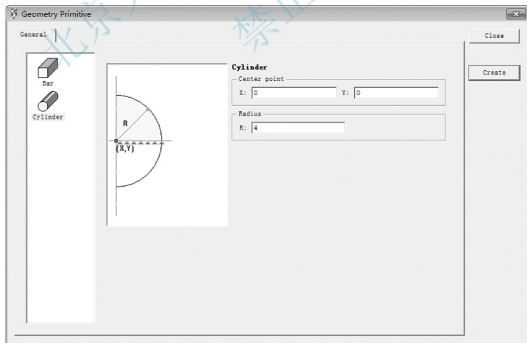 Geometry Primitive
General
Close
Create
Bar
Cylinder
R
(X,Y)
Cylinder
Center point
X: 0 Y: 0
Radius
R: 4